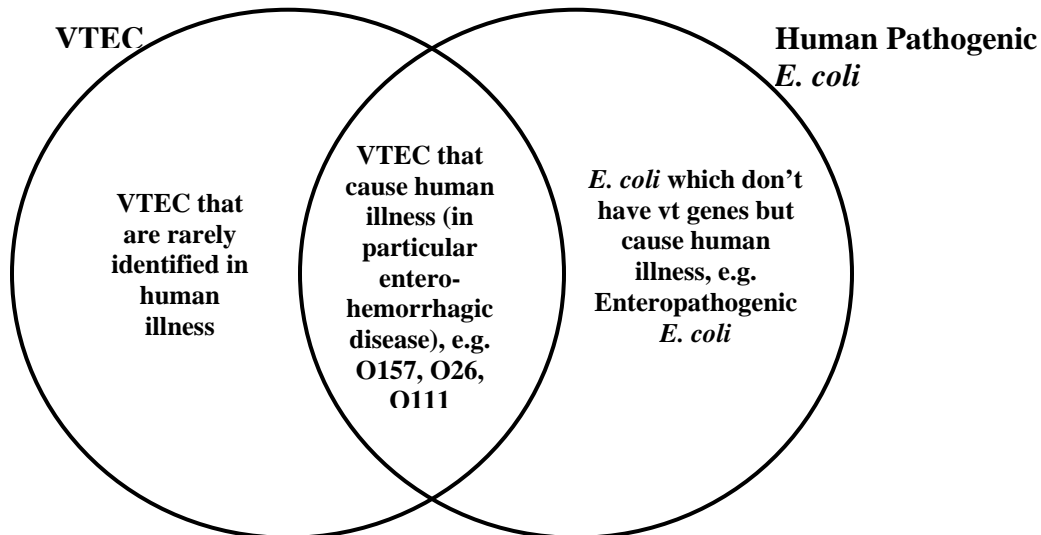 VTEC
Human Pathogenic
E. coli
VTEC that
are rarely
identified in
human
illness
VTEC that
cause human
illness (in
particular
entero-
hemorrhagic
disease), e.g.
O157, O26,
O111
E. coli which don’t
have vt genes but
cause human
illness, e.g.
Enteropathogenic
E. coli